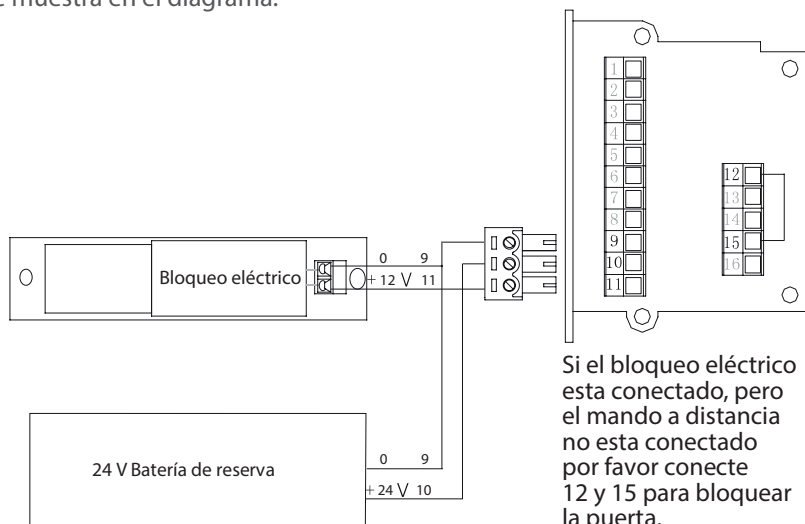 muestra en el diagrama.
1
2
3
4
5
6
7
8
9
10
11
12
13
14
15
16
Bloqueo eléctrico
0 9
+ 12 V 11
24 V Batería de reserva
0 9
+ 24 V 10
Si el bloqueo eléctrico
esta conectado, pero
el mando a distancia
no esta conectado
por favor conecte
12 y 15 para bloquear
la puerta.